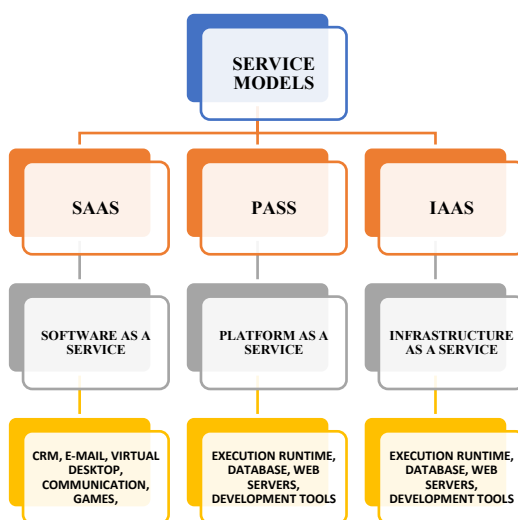 SERVICE
MODELS
SAAS
PASS
IAAS
SOFTWARE AS A
SERVICE
PLATFORM AS A
SERVICE
INFRASTRUCTURE
AS A SERVICE
CRM, E-MAIL, VIRTUAL
DESKTOP,
COMMUNICATION,
GAMES,
EXECUTION RUNTIME,
DATABASE, WEB
SERVERS,
DEVELOPMENT TOOLS
EXECUTION RUNTIME,
DATABASE, WEB
SERVERS,
DEVELOPMENT TOOLS